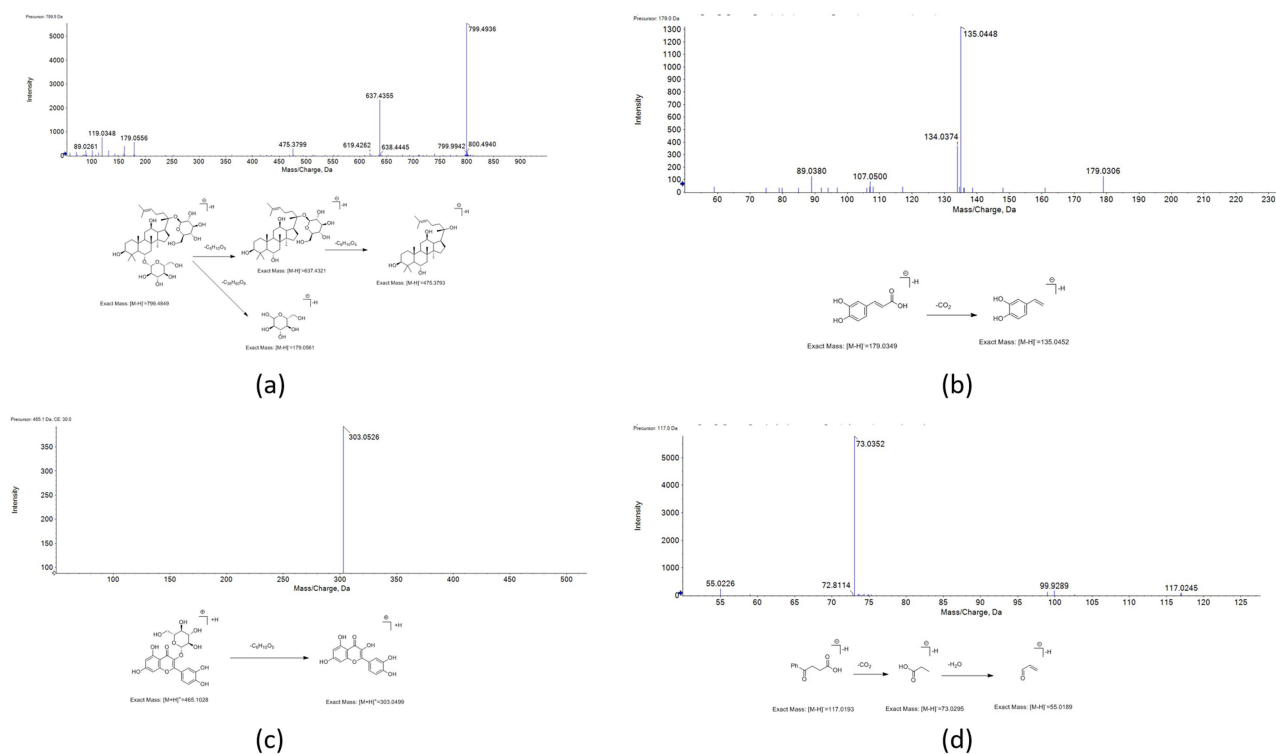 Precursor: 799.5 Da
Intensity
5000
4000
3000
2000
1000
0
799.4936
637.4355
119.0348
89.0261
179.0556
475.3799
619.4262
638.4445
799.9942
800.4940
100 150 200 250 300 350 400 450 500 550 600 650 700 750 800 850 900
Mass/Charge, Da
-H
-H
-H
-C₆H₁₀O₅
-C₆H₁₀O₅
Exact Mass: [M-H]⁻=637.4321
Exact Mass: [M-H]⁻=475.3793
Exact Mass: [M-H]⁻=799.4849
-H
Exact Mass: [M-H]⁻=179.0561
(a)
Precursor: 179.0 Da
Intensity
1300
1200
1100
1000
900
800
700
600
500
400
300
200
100
0
135.0448
134.0374
89.0380
107.0500
179.0306
60 70 80 90 100 110 120 130 140 150 160 170 180 190 200 210 220 230
Mass/Charge, Da
-H
-H
-CO₂
Exact Mass: [M-H]⁻=179.0349
Exact Mass: [M-H]⁻=135.0452
(b)
Precursor: 465.1 Da, CE: 30.0
Intensity
350
300
250
200
150
100
303.0526
100 150 200 250 300 350 400 450 500
Mass/Charge, Da
+H
+H
-C₆H₁₀O₅
Exact Mass: [M+H]⁺=465.1028
Exact Mass: [M+H]⁺=303.0499
(c)
Precursor: 117.0 Da
Intensity
5000
4000
3000
2000
1000
0
73.0352
55.0226
72.8114
99.9289
117.0245
55 60 65 70 75 80 85 90 95 100 105 110 115 120 125
Mass/Charge, Da
-H
-H
-H
Ph
-CO₂
-H₂O
Exact Mass: [M-H]⁻=117.0193
Exact Mass: [M-H]⁻=73.0295
Exact Mass: [M-H]⁻=55.0189
(d)